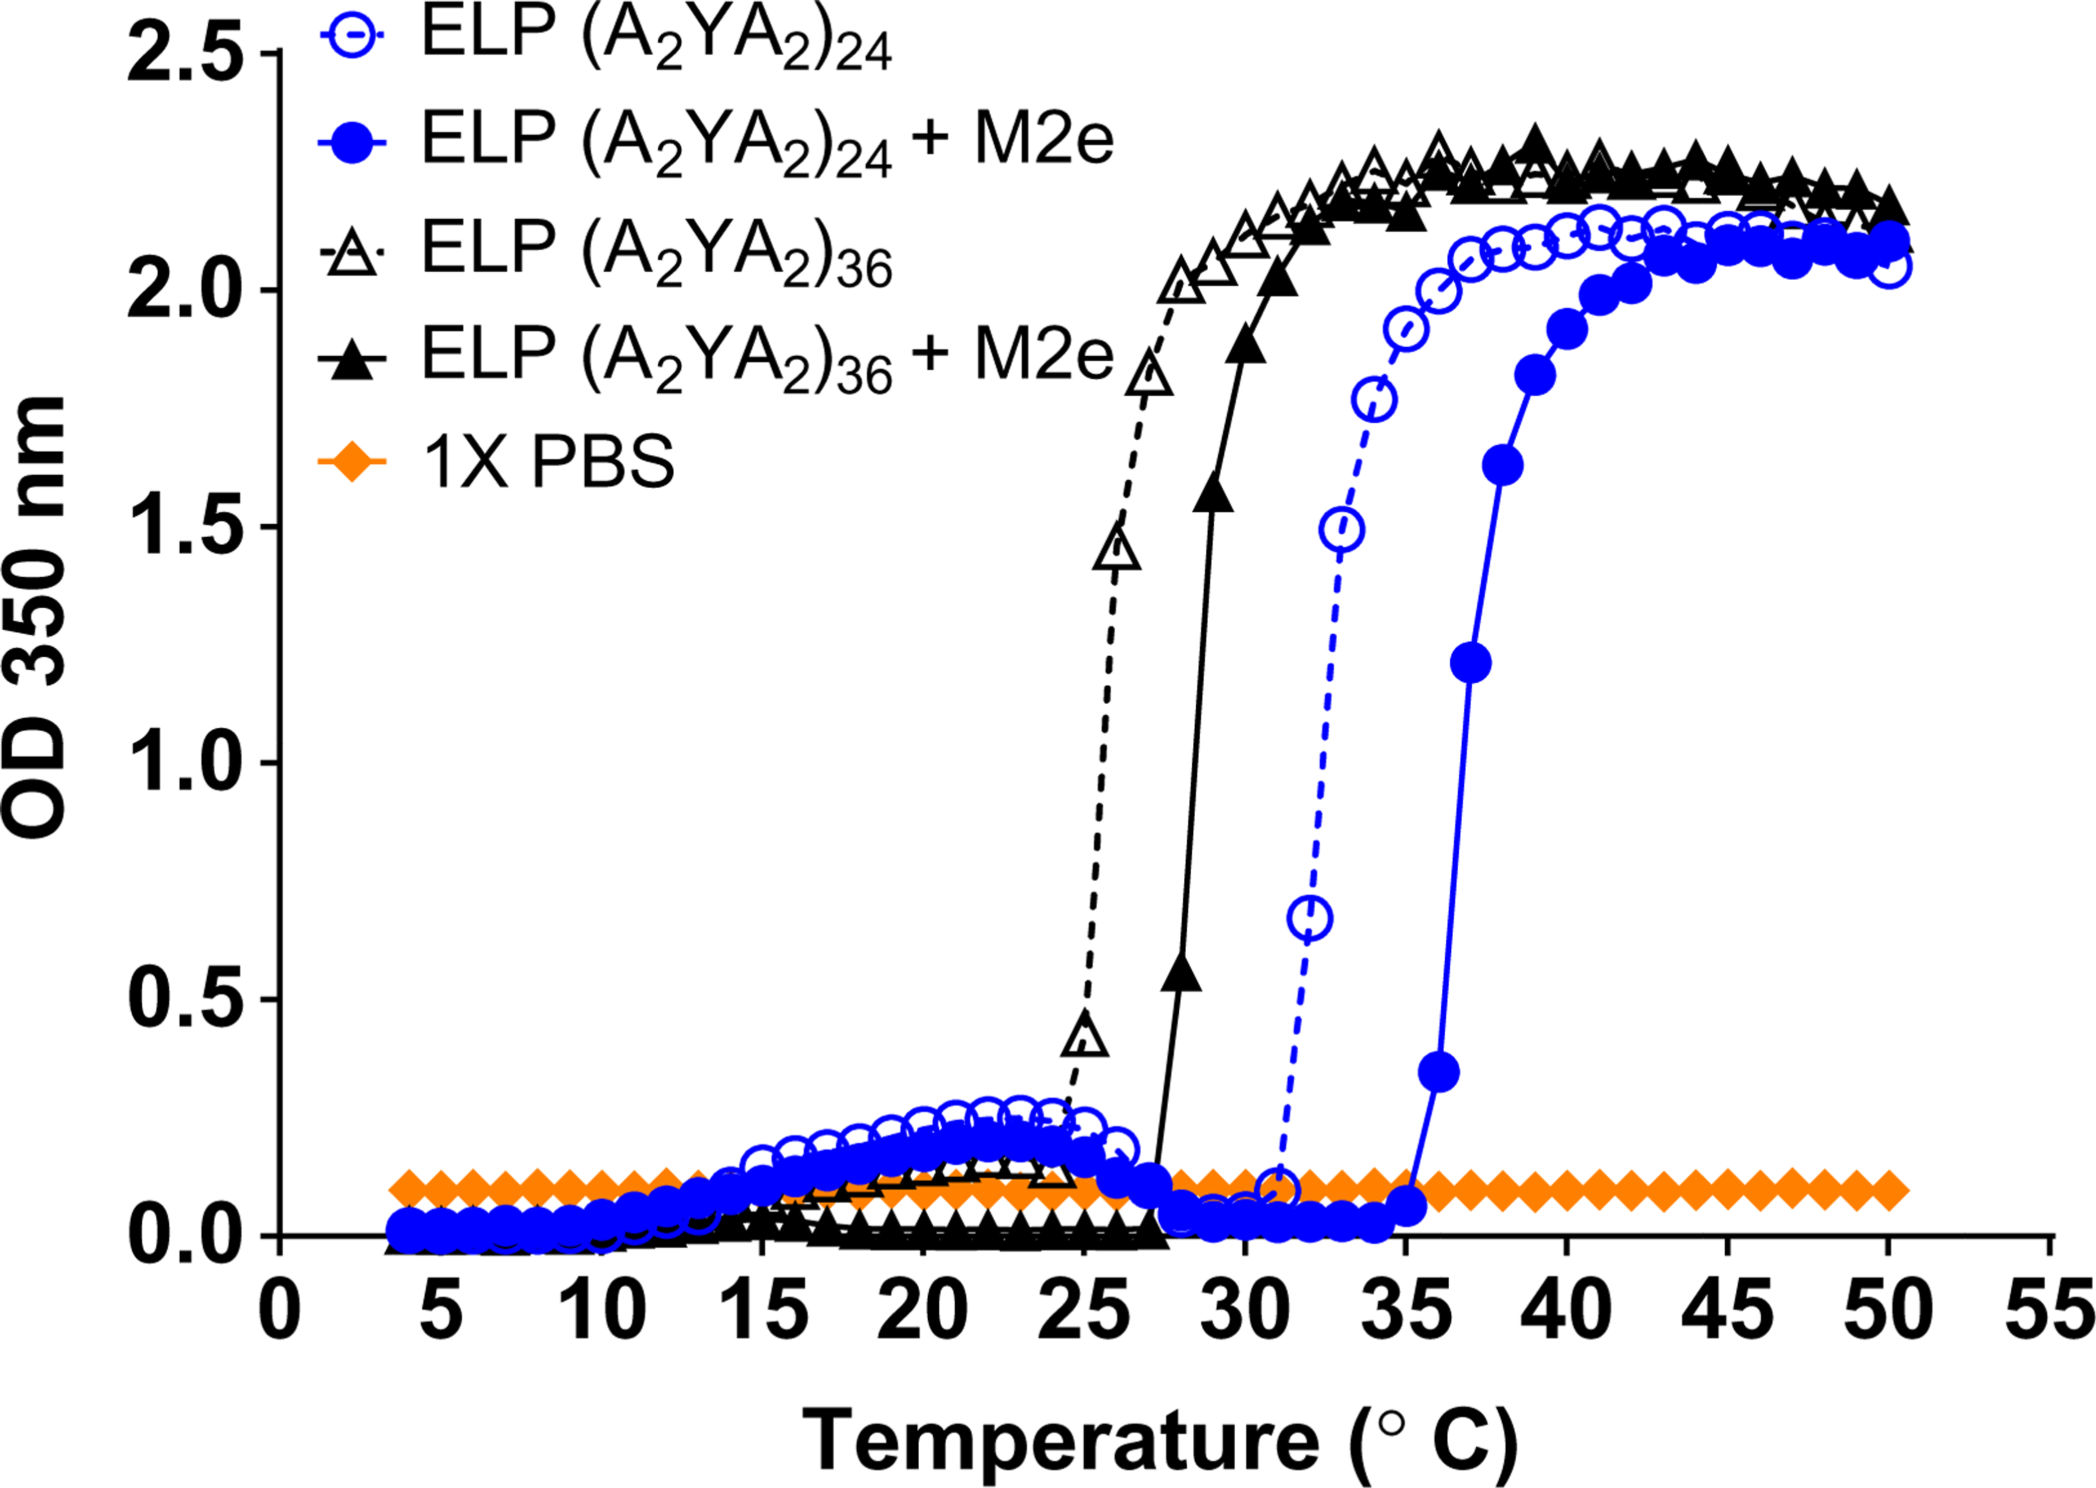 ELP (A2YA2)24
ELP (A2YA2)24 + M2e
ELP (A2YA2)36
ELP (A2YA2)36 + M2e
1X PBS
OD 350 nm
2.5
2.0
1.5
1.0
0.5
0.0
0 5 10 15 20 25 30 35 40 45 50 55
Temperature (° C)